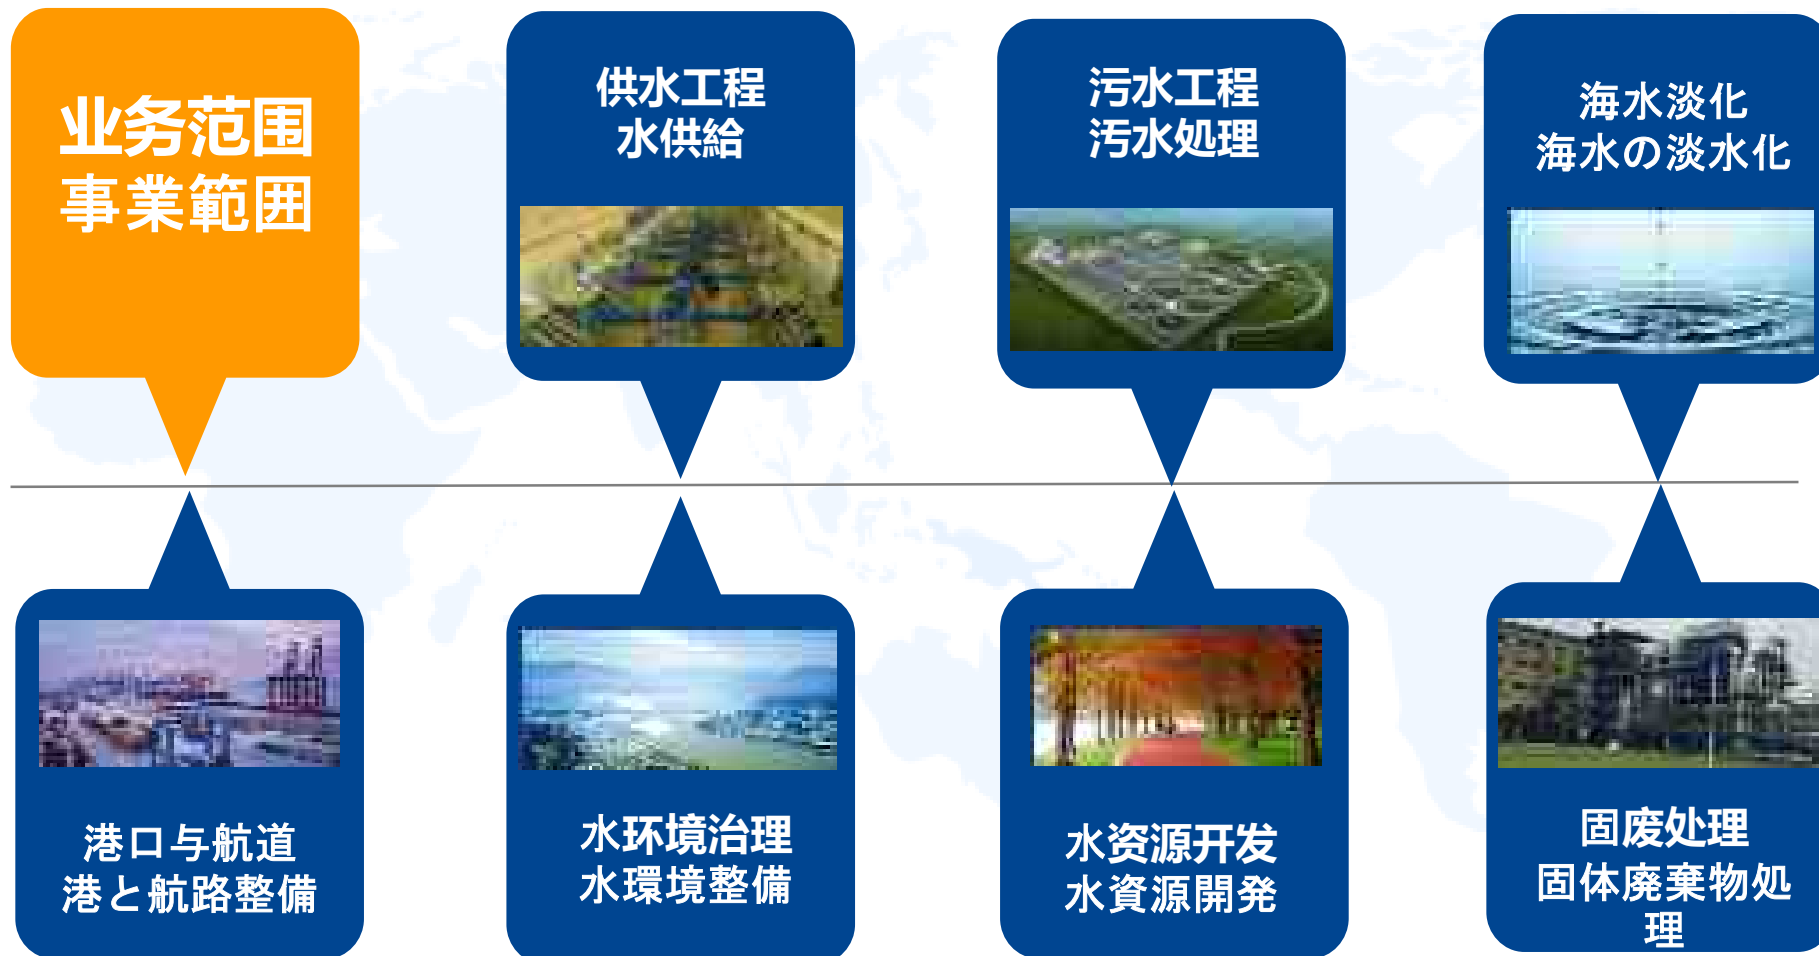 业务范围
事業範囲
供水工程
水供給
污水工程
汚水処理
海水淡化
海水の淡水化
港口与航道
港と航路整備
水环境治理
水環境整備
水资源开发
水資源開発
固废处理
固体廃棄物処
理